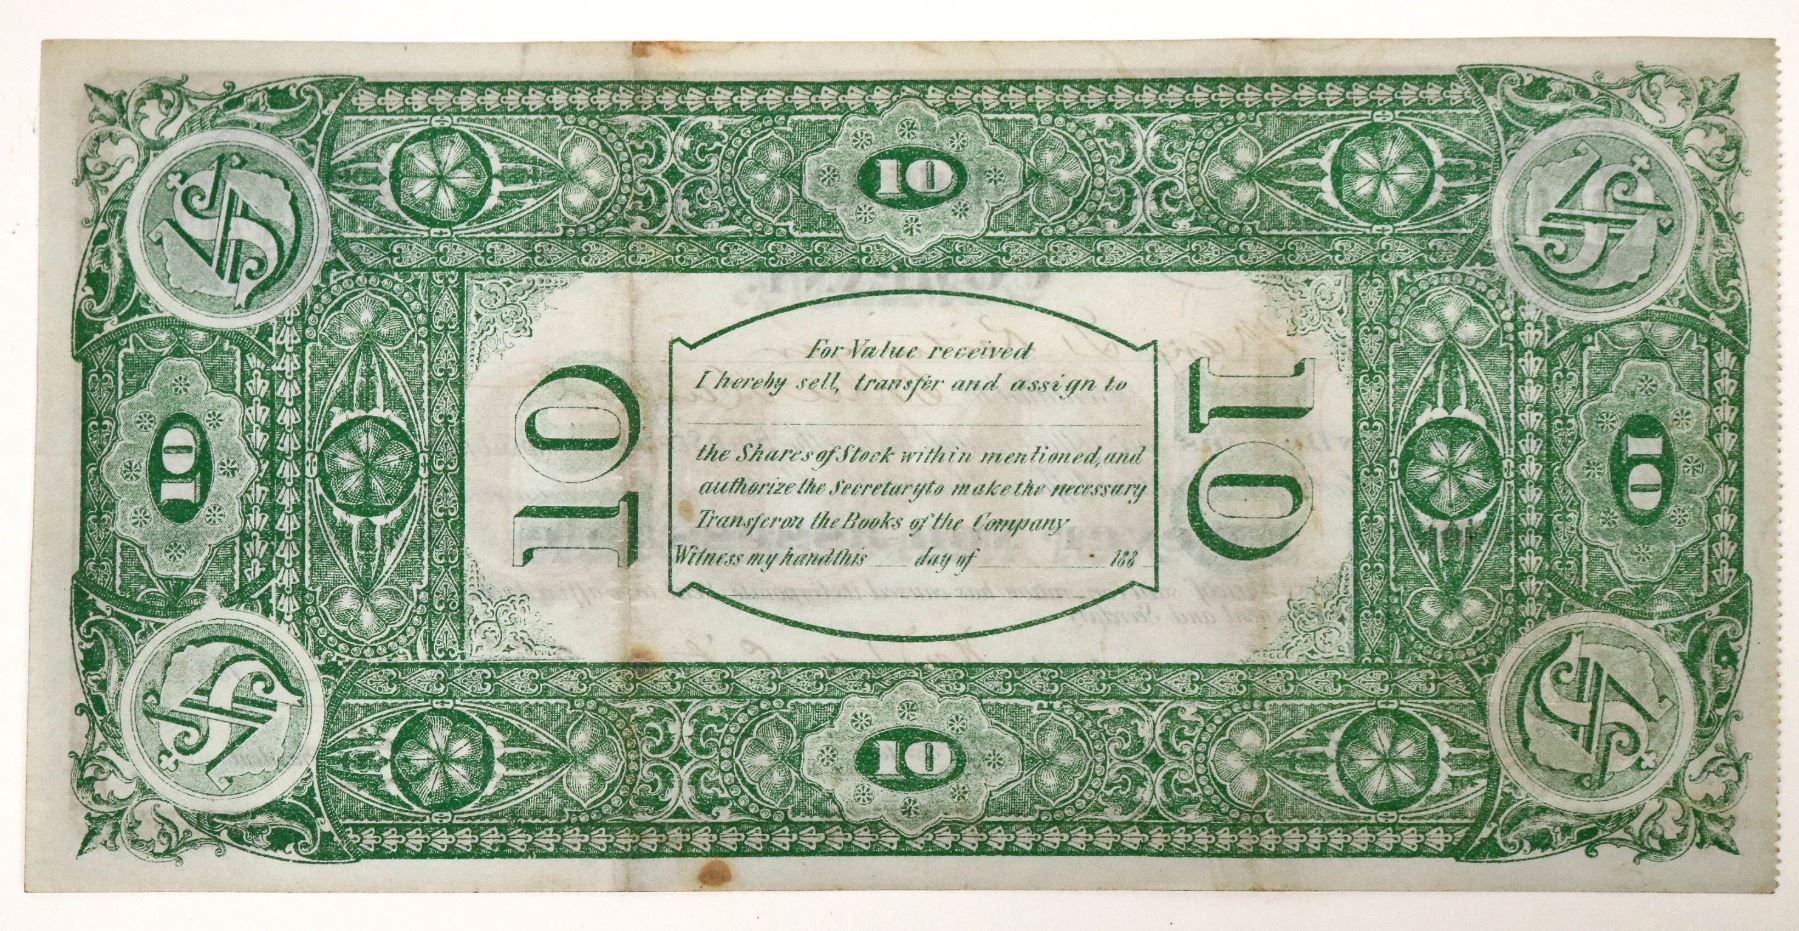 10
10
10
For Value received
I hereby sell, transfer and assign to
the Shares of Stock within mentioned, and
authorize the Secretary to make the necessary
Transfer on the Books of the Company
Witness my hand this day of 188
10
10
10